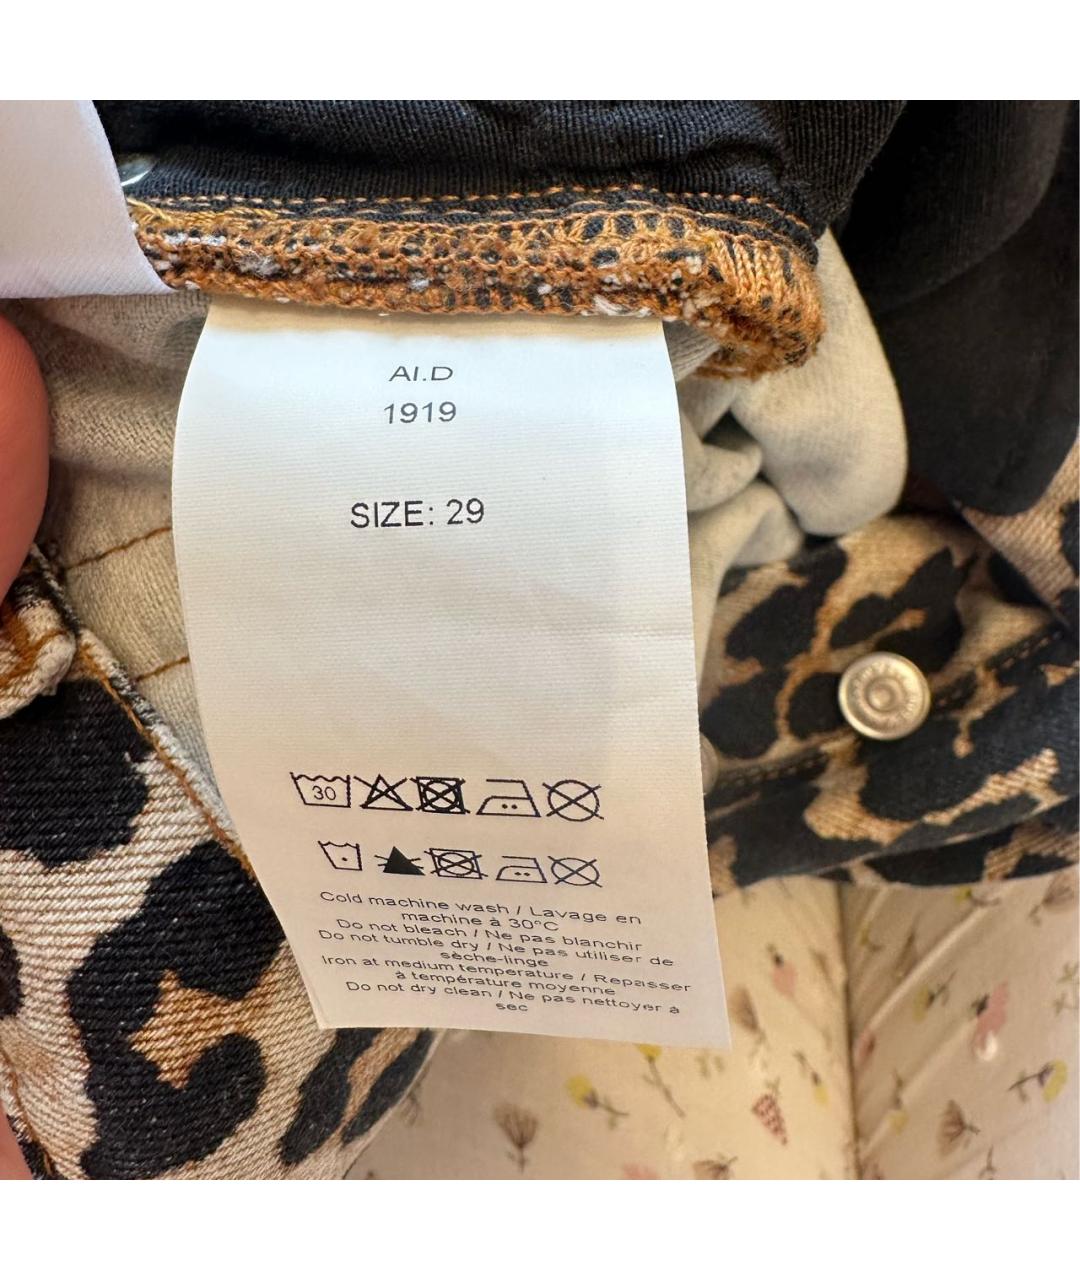 AI.D
1919
SIZE: 29
30
Cold machine wash / Lavage en
machine à 30°C
Do not bleach / Ne pas blanchir
Do not tumble dry / Ne pas utiliser de
sèche-linge
Iron at medium temperature / Repasser
à température moyenne
Do not dry clean / Ne pas nettoyer à
sec